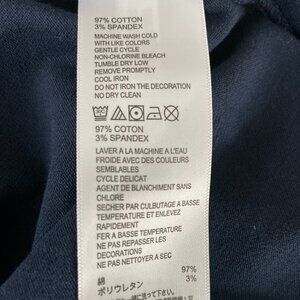 97% COTTON
3% SPANDEX
MACHINE WASH COLD
WITH LIKE COLORS
GENTLE CYCLE
NON-CHLORINE BLEACH
TUMBLE DRY LOW
REMOVE PROMPTLY
COOL IRON
DO NOT IRON THE DECORATION
NO DRY CLEAN
97% COTON
3% SPANDEX
LAVER A LA MACHINE A L'EAU
FROIDE AVEC DES COULEURS
SEMBLABLES
CYCLE DELICAT
AGENT DE BLANCHIMENT SANS
CHLORE
SECHER PAR CULBUTAGE A BASSE
TEMPERATURE ET ENLEVEZ
RAPIDEMENT
FER A BASSE TEMPERATURE
NE PAS REPASSER LES
DECORATIONS
NE PAS NETTOYER A SEC
綿 97%
ポリウレタン 3%